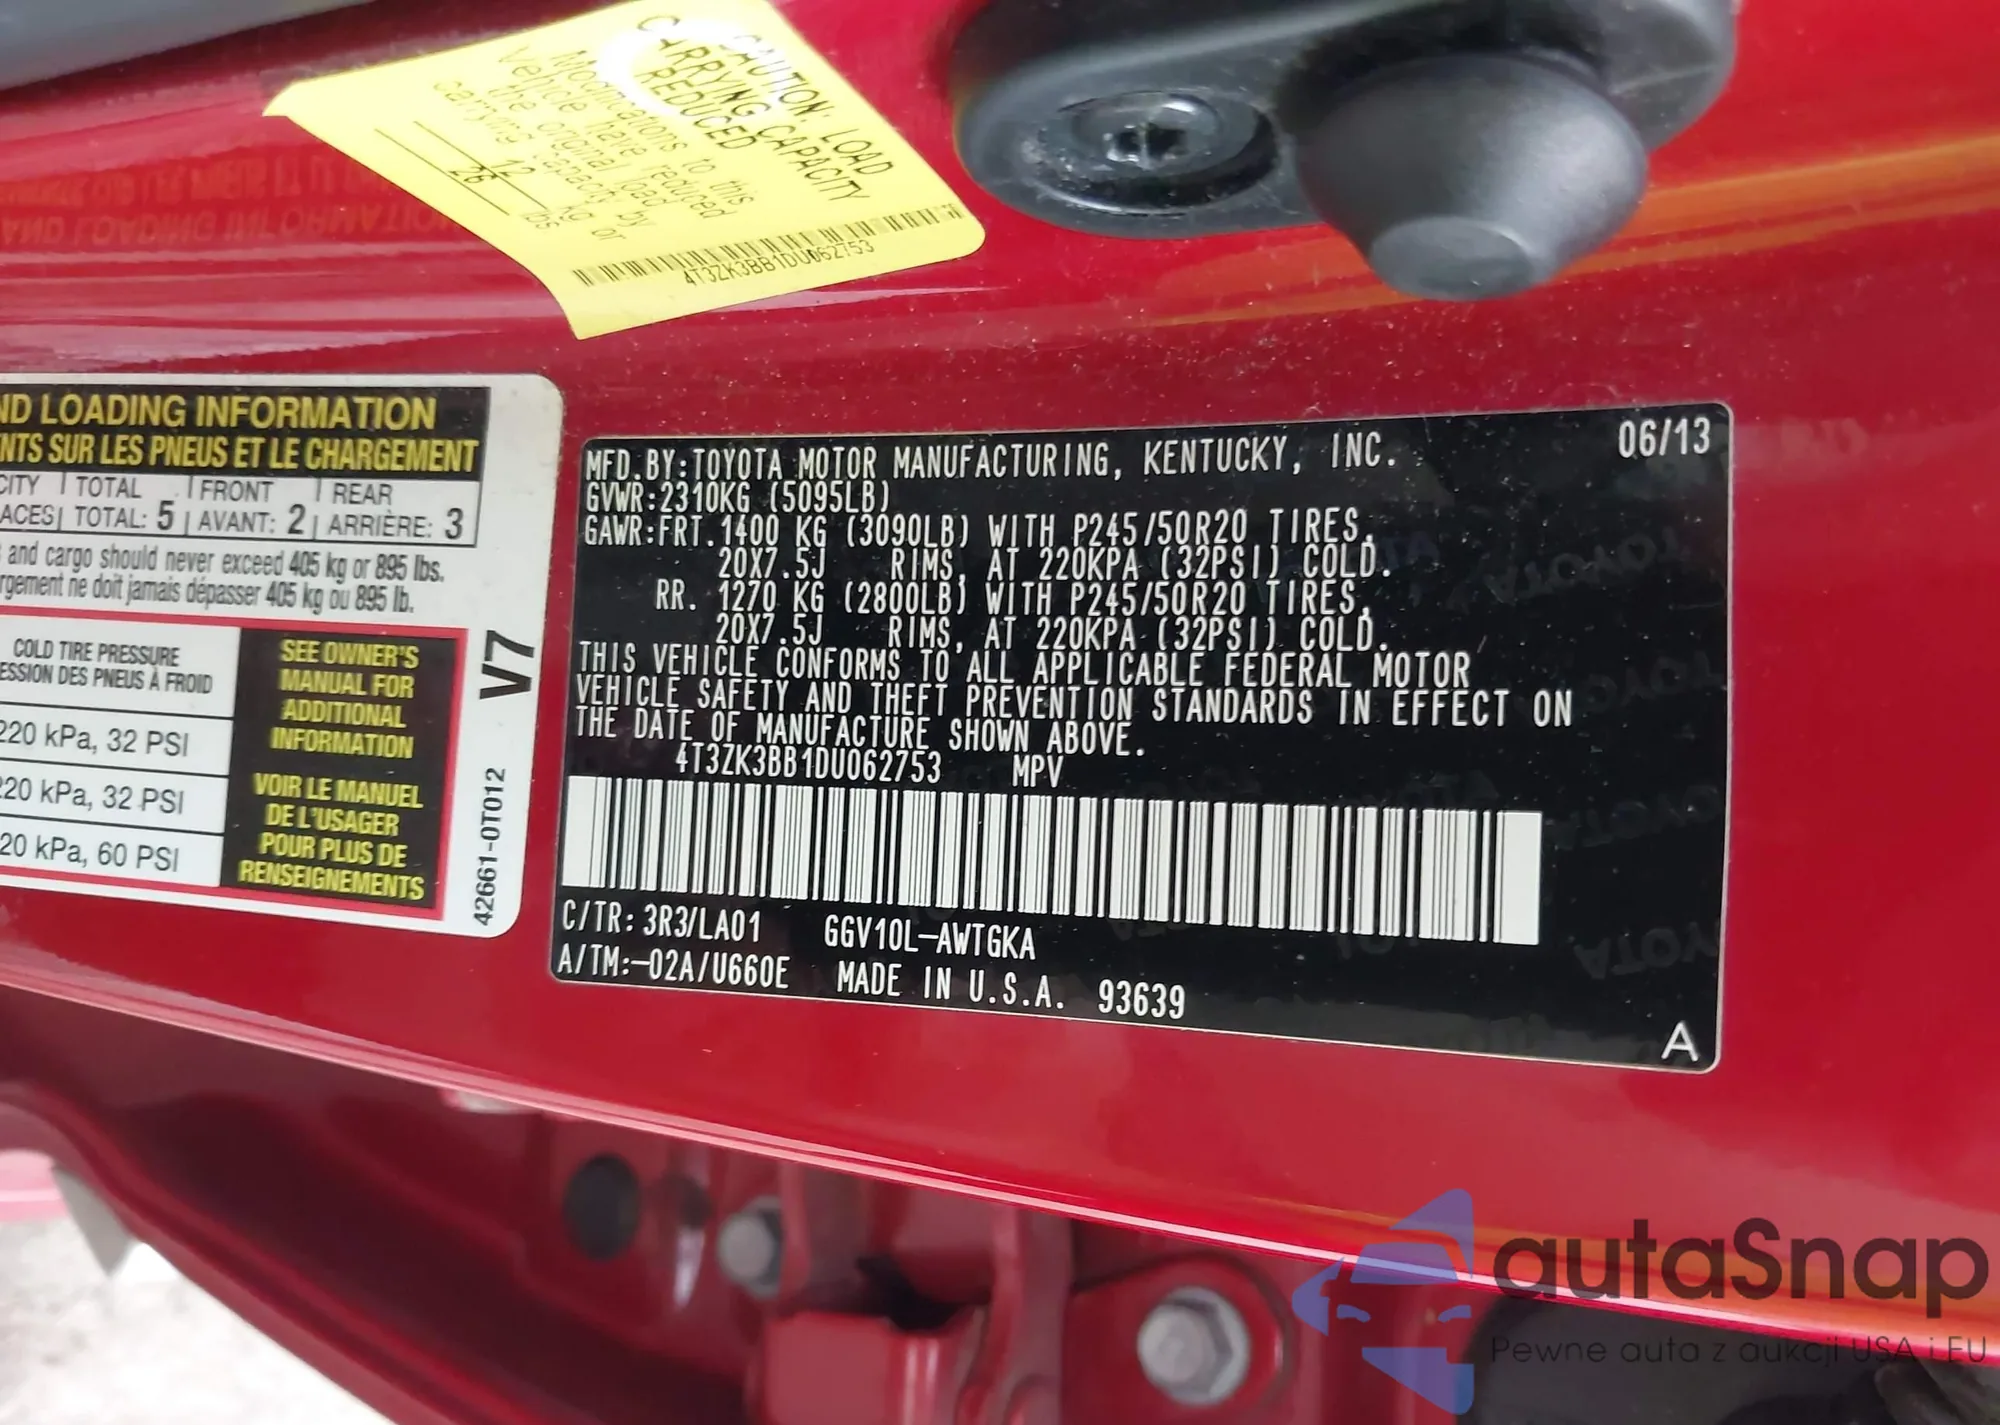 CAUTION: LOAD
CARRYING CAPACITY
REDUCED
Modifications to this
vehicle have reduced
the original load
carrying capacity by
12 kg or
26 lbs
4T3ZK3BB1DU062753
ND LOADING INFORMATION
NTS SUR LES PNEUS ET LE CHARGEMENT
CITY TOTAL FRONT REAR
ACES TOTAL: 5 AVANT: 2 ARRIÈRE: 3
and cargo should never exceed 405 kg or 895 lbs.
rgement ne doit jamais dépasser 405 kg ou 895 lb.
COLD TIRE PRESSURE
ESSION DES PNEUS À FROID
220 kPa, 32 PSI
220 kPa, 32 PSI
20 kPa, 60 PSI
SEE OWNER'S
MANUAL FOR
ADDITIONAL
INFORMATION
VOIR LE MANUEL
DE L'USAGER
POUR PLUS DE
RENSEIGNEMENTS
V7
42661-0T012
06/13
MFD.BY:TOYOTA MOTOR MANUFACTURING, KENTUCKY, INC.
GVWR:2310KG (5095LB)
GAWR:FRT.1400 KG (3090LB) WITH P245/50R20 TIRES,
20X7.5J RIMS, AT 220KPA (32PSI) COLD.
RR. 1270 KG (2800LB) WITH P245/50R20 TIRES,
20X7.5J RIMS, AT 220KPA (32PSI) COLD.
THIS VEHICLE CONFORMS TO ALL APPLICABLE FEDERAL MOTOR
VEHICLE SAFETY AND THEFT PREVENTION STANDARDS IN EFFECT ON
THE DATE OF MANUFACTURE SHOWN ABOVE.
4T3ZK3BB1DU062753 MPV
C/TR: 3R3/LA01 GGV10L-AWTGKA
A/TM:-02A/U660E MADE IN U.S.A. 93639
A
autaSnap
Pewne auta z aukcji USA i EU